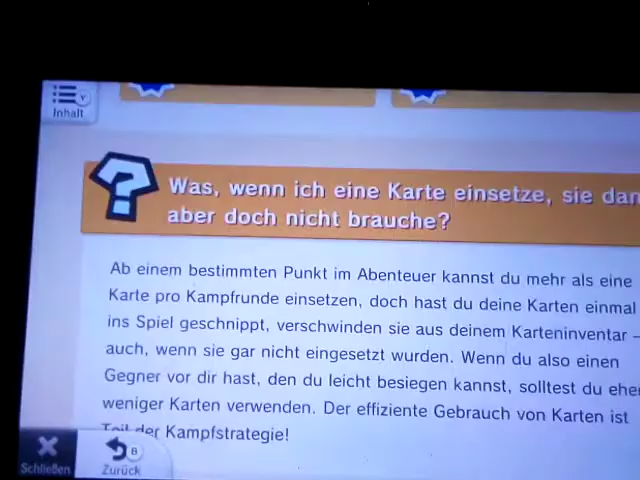 Inhalt
Y
Was, wenn ich eine Karte einsetze, sie
aber doch nicht brauche?
Ab einem bestimmten Punkt im Abenteuer kannst du mehr als eine
Karte pro Kampfrunde einsetzen, doch hast du deine Karten einmal
ins Spiel geschnippt, verschwinden sie aus deinem Karteninventar –
auch, wenn sie gar nicht eingesetzt wurden. Wenn du also einen
Gegner vor dir hast, den du leicht besiegen kannst, solltest du
weniger Karten verwenden. Der effiziente Gebrauch von Karten ist
Teil der Kampfstrategie!
Schließen
B
Zurück